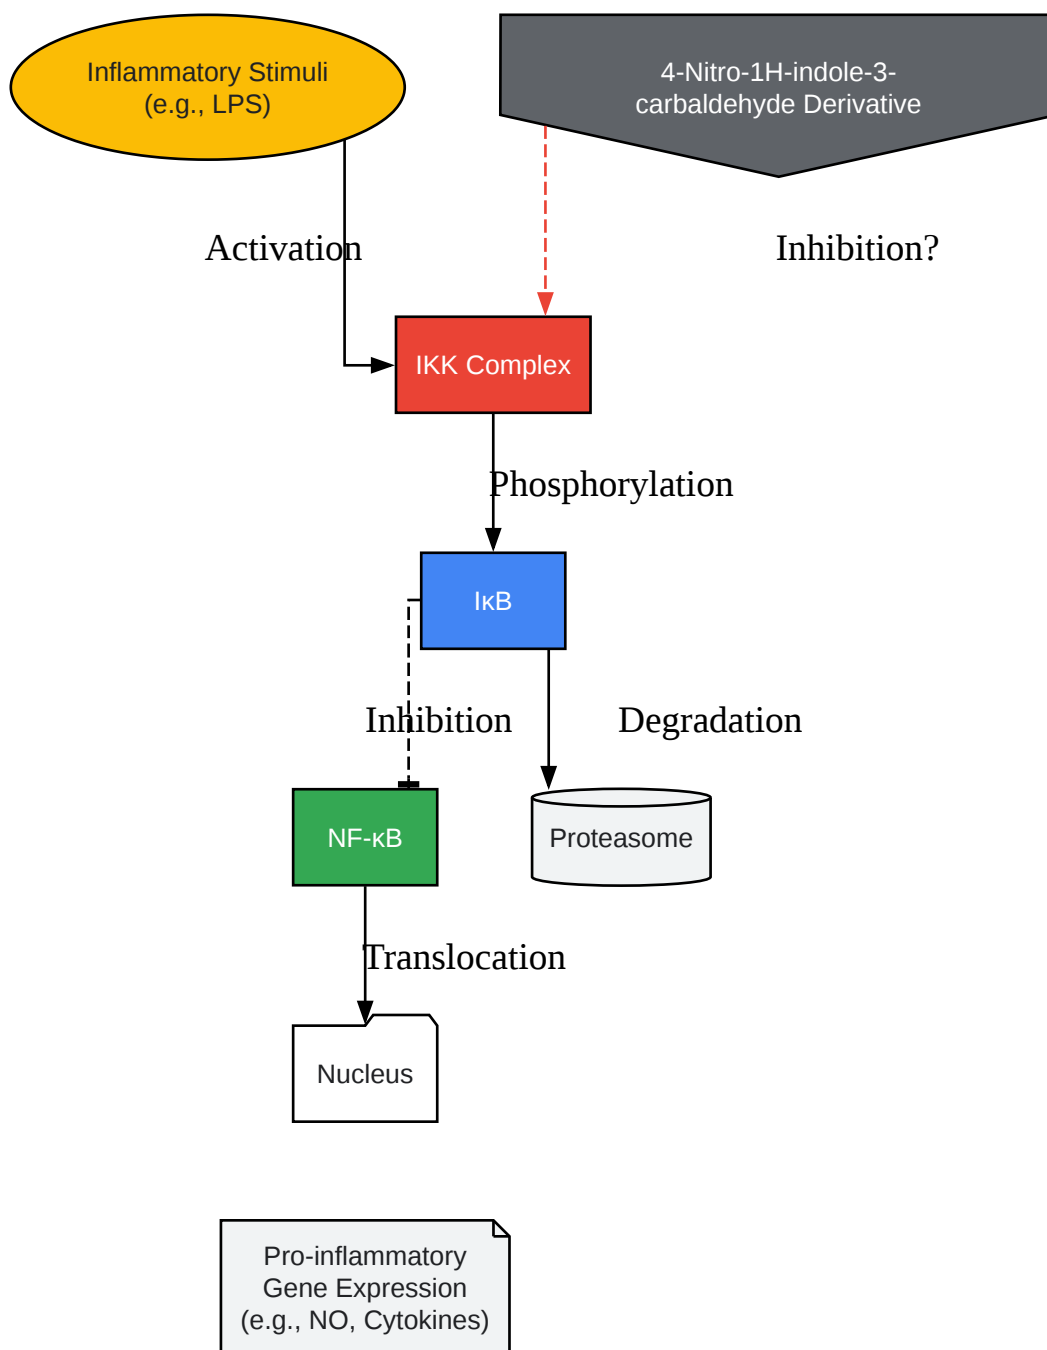 Inflammatory Stimuli
(e.g., LPS)
4-Nitro-1H-indole-3-
carbaldehyde Derivative
Activation
Inhibition?
IKK Complex
Phosphorylation
IκB
Inhibition
Degradation
NF-κB
Proteasome
Translocation
Nucleus
Pro-inflammatory
Gene Expression
(e.g., NO, Cytokines)